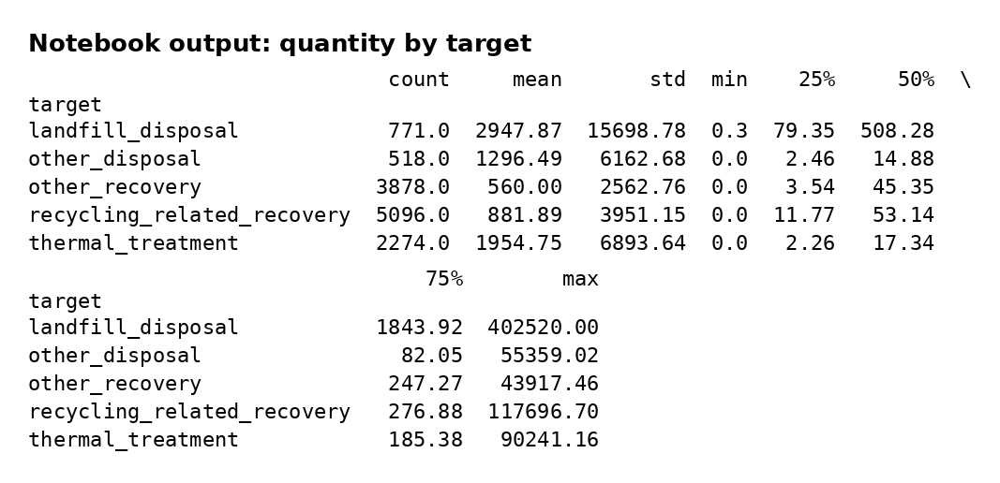 Notebook output: quantity by target
count mean std min 25% 50% \
target
landfill_disposal 771.0 2947.87 15698.78 0.3 79.35 508.28
other_disposal 518.0 1296.49 6162.68 0.0 2.46 14.88
other_recovery 3878.0 560.00 2562.76 0.0 3.54 45.35
recycling_related_recovery 5096.0 881.89 3951.15 0.0 11.77 53.14
thermal_treatment 2274.0 1954.75 6893.64 0.0 2.26 17.34
75% max
target
landfill_disposal 1843.92 402520.00
other_disposal 82.05 55359.02
other_recovery 247.27 43917.46
recycling_related_recovery 276.88 117696.70
thermal_treatment 185.38 90241.16